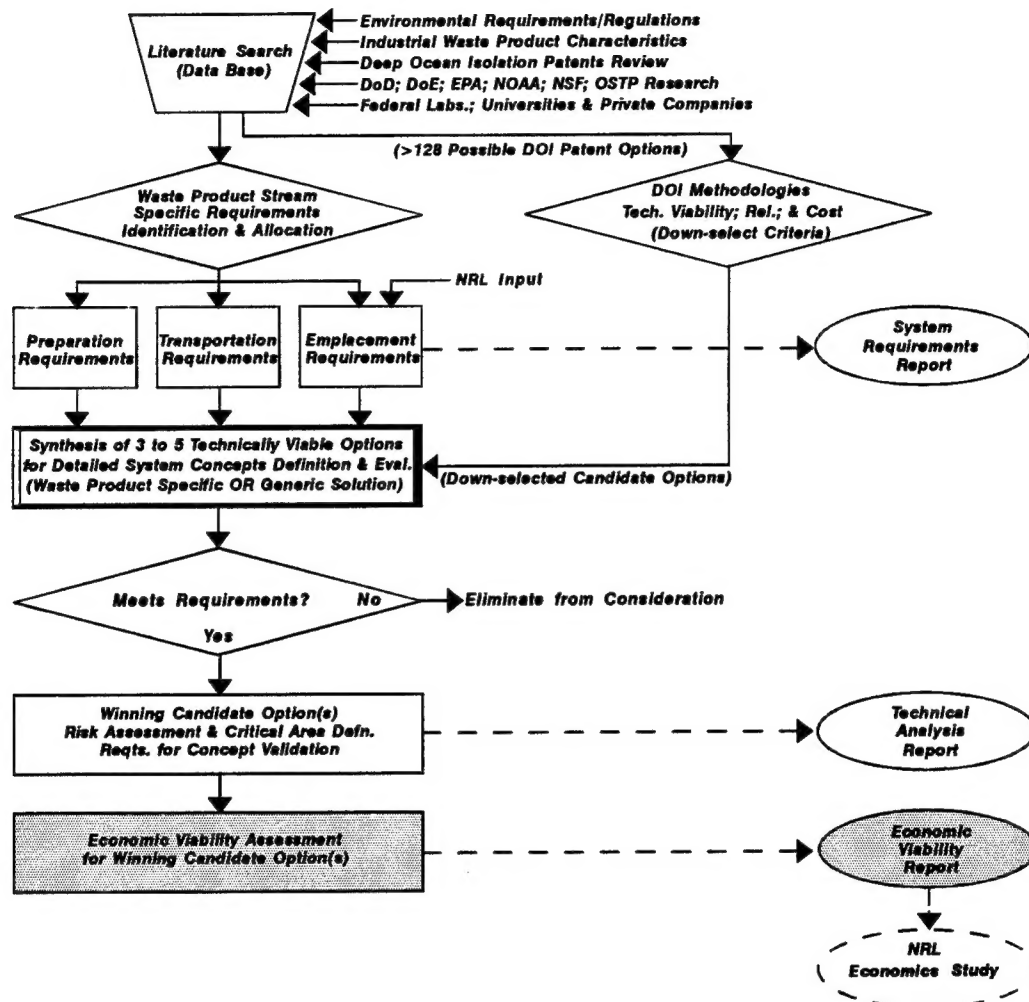 Environmental Requirements/Regulations
Literature Search
(Data Base)
Industrial Waste Product Characteristics
Deep Ocean Isolation Patents Review
DoD; DoE; EPA; NOAA; NSF; OSTP Research
Federal Labs.; Universities & Private Companies
(>128 Possible DOI Patent Options)
Waste Product Stream
Specific Requirements
Identification & Allocation
DOI Methodologies
Tech. Viability; Rel.; & Cost
(Down-select Criteria)
NRL Input
Preparation
Requirements
Transportation
Requirements
Emplacement
Requirements
System
Requirements
Report
Synthesis of 3 to 5 Technically Viable Options
for Detailed System Concepts Definition & Eval.
(Waste Product Specific OR Generic Solution)
(Down-selected Candidate Options)
Meets Requirements? No
Yes
Eliminate from Consideration
Winning Candidate Option(s)
Risk Assessment & Critical Area Defn.
Reqts. for Concept Validation
Technical
Analysis
Report
Economic Viability Assessment
for Winning Candidate Option(s)
Economic
Viability
Report
NRL
Economics Study